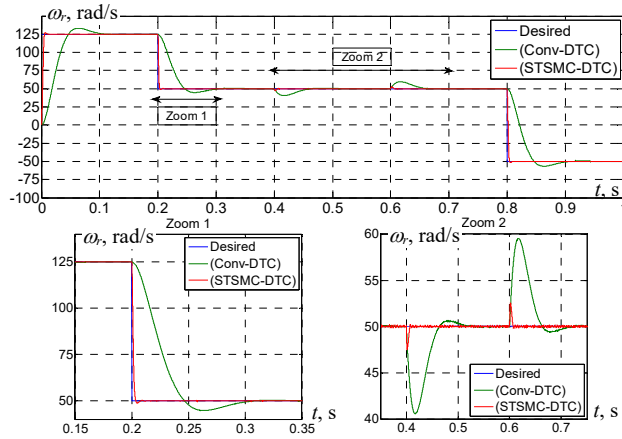 ωr, rad/s
125
100
75
50
25
0
-25
-50
-75
-100
Desired
(Conv-DTC)
(STSMC-DTC)
Zoom 2
Zoom 1
0
0.1
0.2
0.3
0.4
0.5
0.6
0.7
0.8
0.9
1
t, s
Zoom 1
ωr, rad/s
125
100
75
50
Desired
(Conv-DTC)
(STSMC-DTC)
0.15
0.2
0.25
0.3
0.35
t, s
Zoom 2
ωr, rad/s
60
55
50
45
40
Desired
(Conv-DTC)
(STSMC-DTC)
0.4
0.5
0.6
0.7
t, s